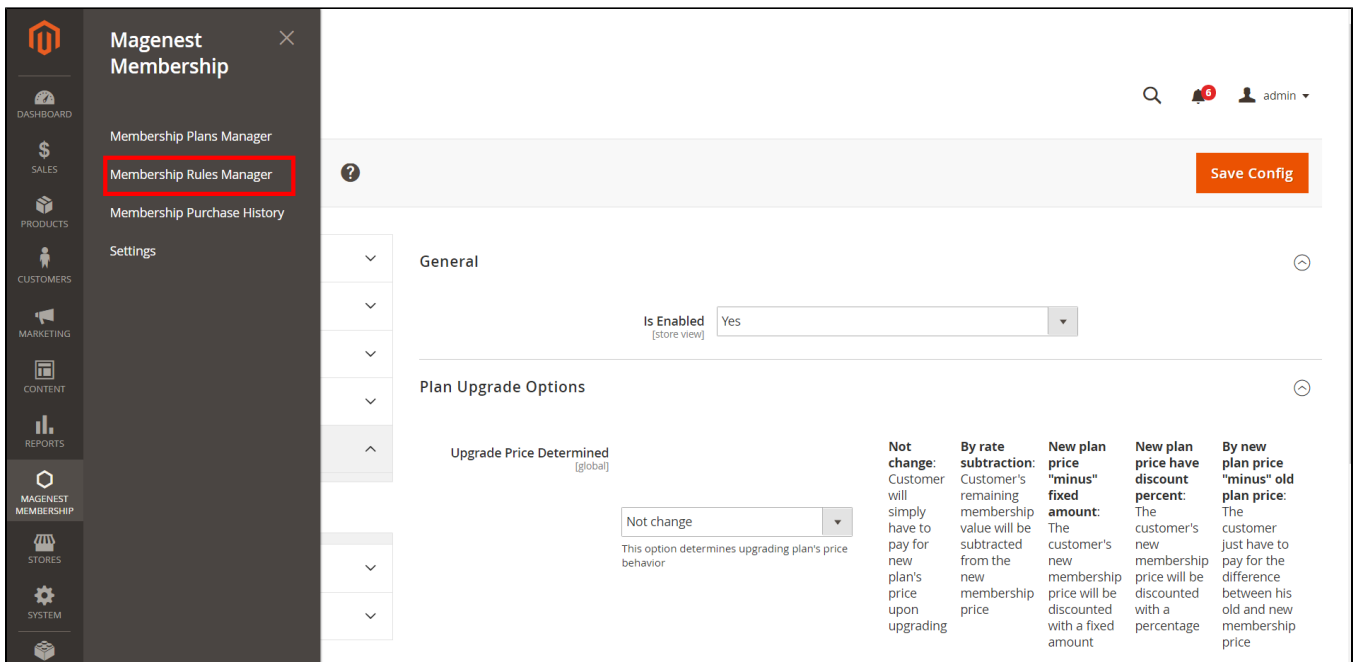 Magenest
Membership
Membership Plans Manager
Membership Rules Manager
Membership Purchase History
Settings
DASHBOARD
SALES
PRODUCTS
CUSTOMERS
MARKETING
CONTENT
REPORTS
MAGENEST
MEMBERSHIP
STORES
SYSTEM
6
admin
?
Save Config
General
Is Enabled
[store view]
Yes
Plan Upgrade Options
Upgrade Price Determined
[global]
Not change
This option determines upgrading plan's price
behavior
Not
change:
Customer
will
simply
have to
pay for
new
plan's
price
upon
upgrading
By rate
subtraction:
Customer's
remaining
membership
value will be
subtracted
from the
new
membership
price
New plan
price
"minus"
fixed
amount:
The
customer's
new
membership
price will be
discounted
with a fixed
amount
New plan
price have
discount
percent:
The
customer's
new
membership
price will be
discounted
with a
percentage
By new
plan price
"minus" old
plan price:
The
customer
just have to
pay for the
difference
between his
old and new
membership
price